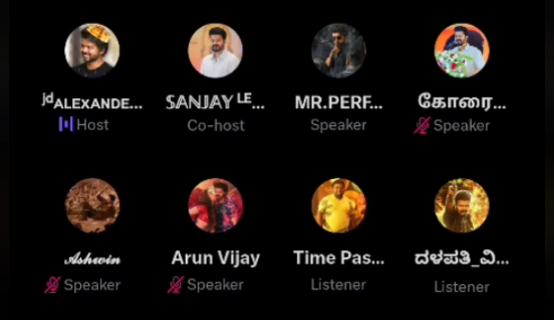 ʲᵈALEXANDE... SANJAY ᴸᴱ... MR.PERF... கோரை...
Host Co-host Speaker Speaker
𝒜𝓈𝒽𝓌𝒾𝓃 Arun Vijay Time Pas... ದಳಪತಿ_ವಿ...
Speaker Speaker Listener Listener